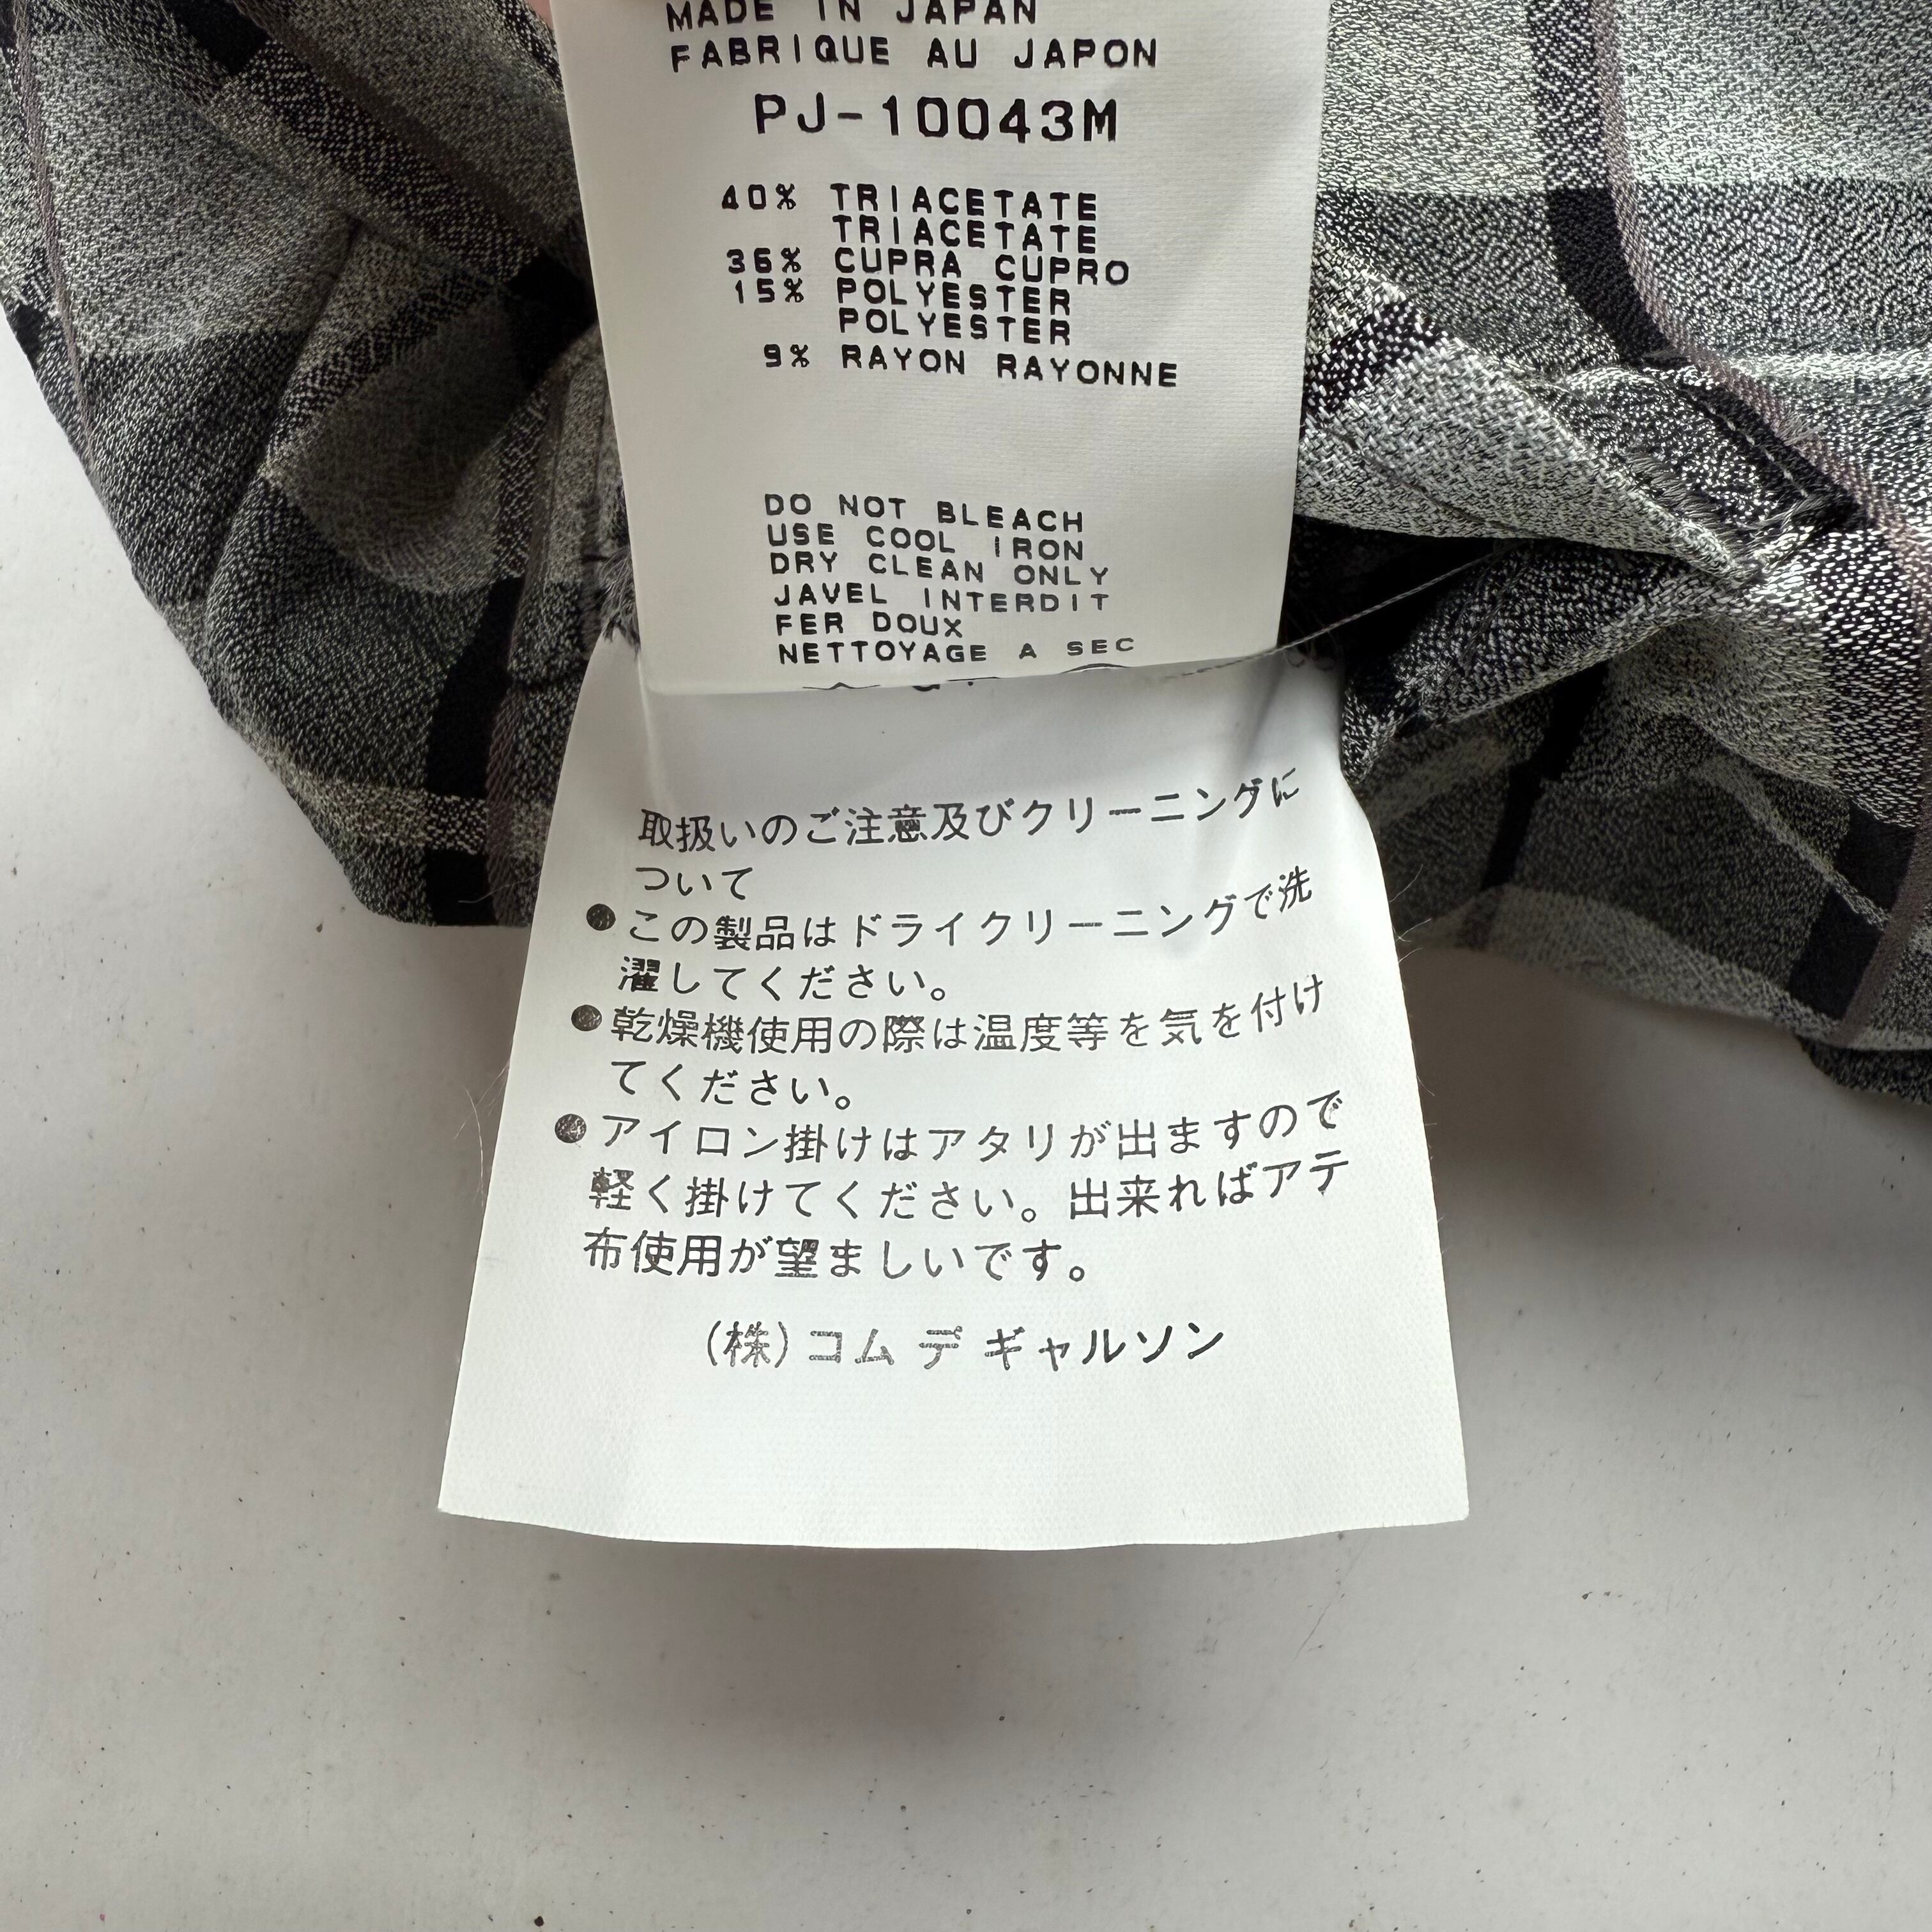 MADE IN JAPAN
FABRIQUE AU JAPON
PJ-10043M
40% TRIACETATE
TRIACETATE
36% CUPRA CUPRO
15% POLYESTER
POLYESTER
9% RAYON RAYONNE
DO NOT BLEACH
USE COOL IRON
DRY CLEAN ONLY
JAVEL INTERDIT
FER DOUX
NETTOYAGE A SEC
取扱いのご注意及びクリーニングに
ついて
●この製品はドライクリーニングで洗
濯してください。
●乾燥機使用の際は温度等を気を付け
てください。
●アイロン掛けはアタリが出ますので
軽く掛けてください。出来ればアテ
布使用が望ましいです。
(株)コム デ ギャルソン